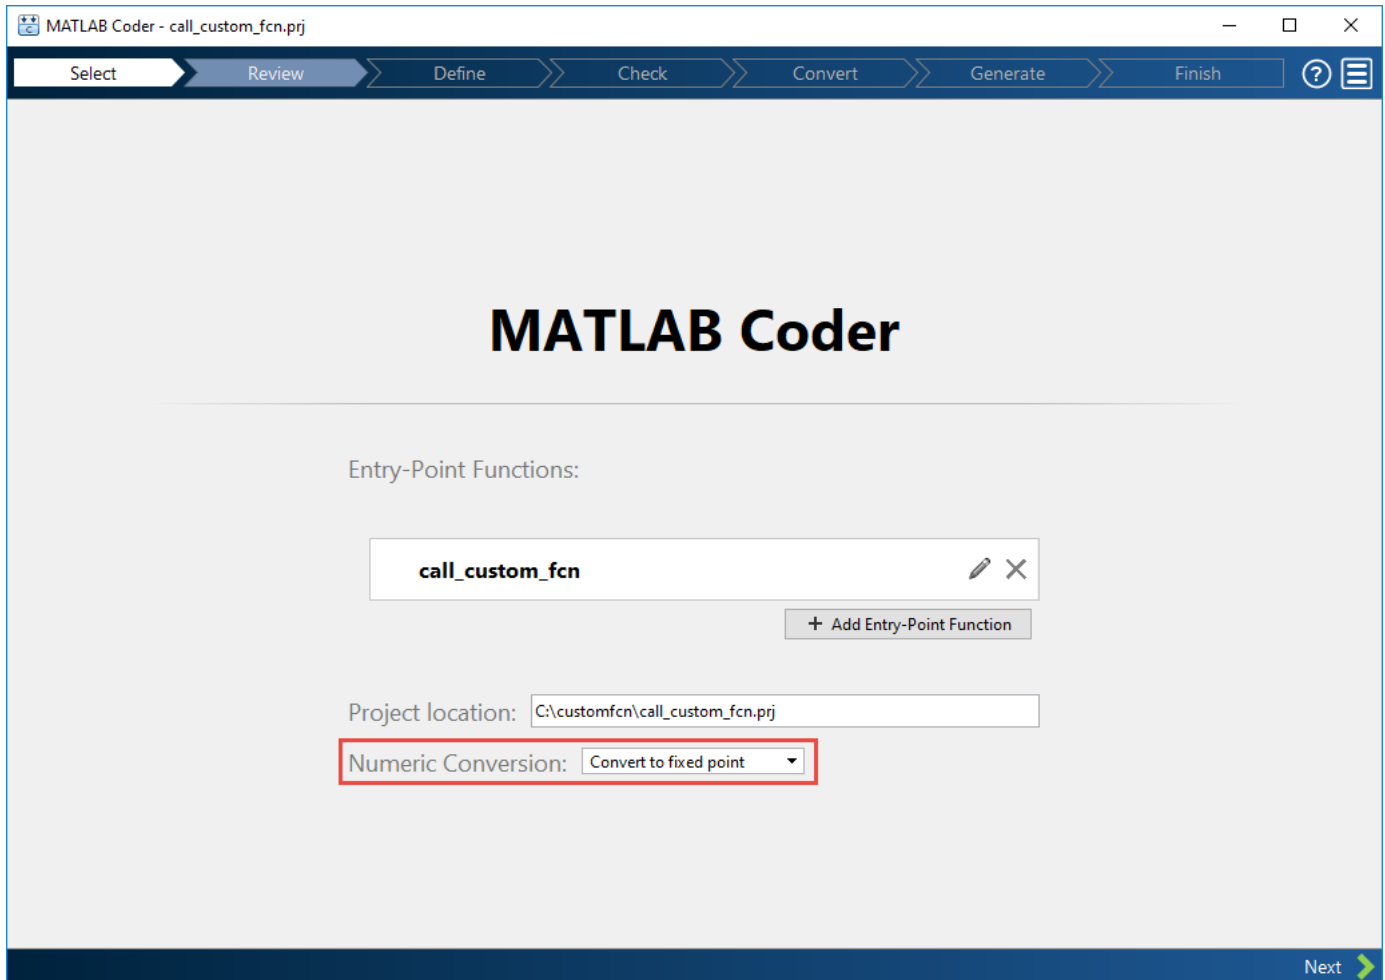 MATLAB Coder - call_custom_fcn.prj
Select Review Define Check Convert Generate Finish
MATLAB Coder
Entry-Point Functions:
call_custom_fcn
+ Add Entry-Point Function
Project location: C:\customfcn\call_custom_fcn.prj
Numeric Conversion: Convert to fixed point
Next